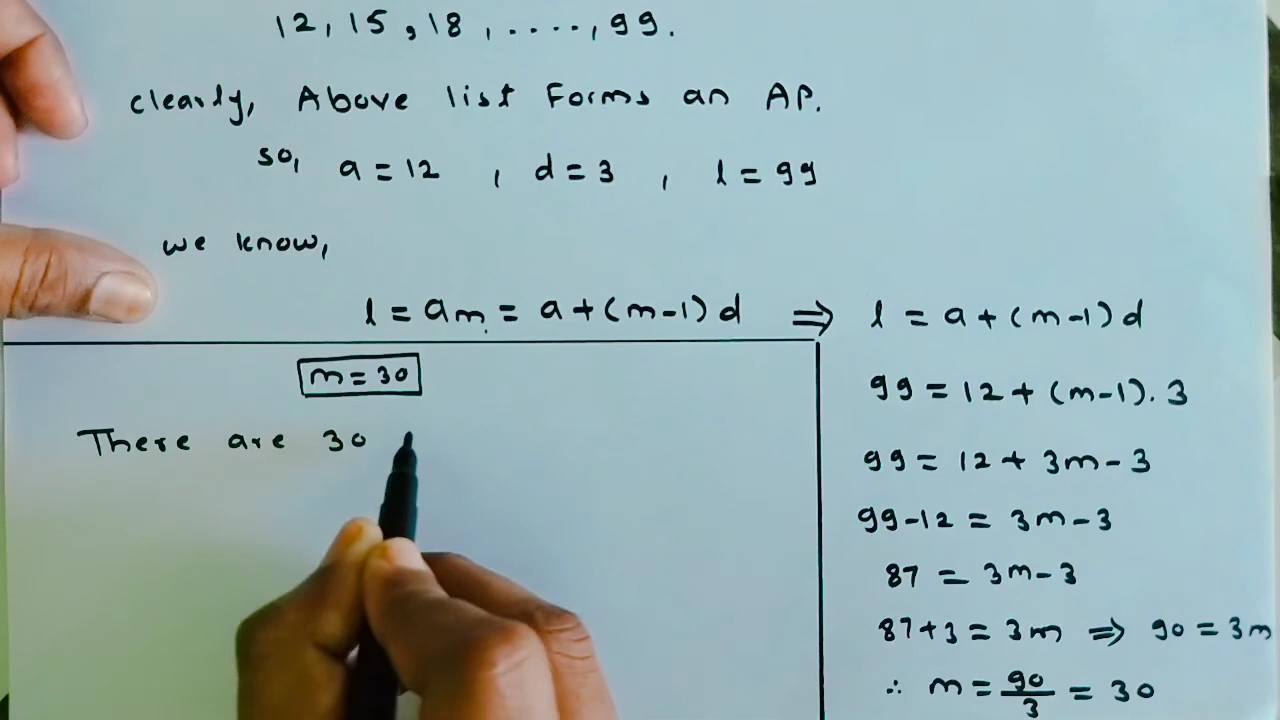 12, 15, 18, ...., 99.
clearly, Above list Forms an AP.
so, a = 12 , d = 3 , l = 99
we know,
l = am = a + (m-1) d ⇒ l = a + (m-1) d
m = 30
There are 30
99 = 12 + (m-1). 3
99 = 12 + 3m - 3
99-12 = 3m - 3
87 = 3m - 3
87+3 = 3m ⇒ 90 = 3m
∴ m = 90/3 = 30